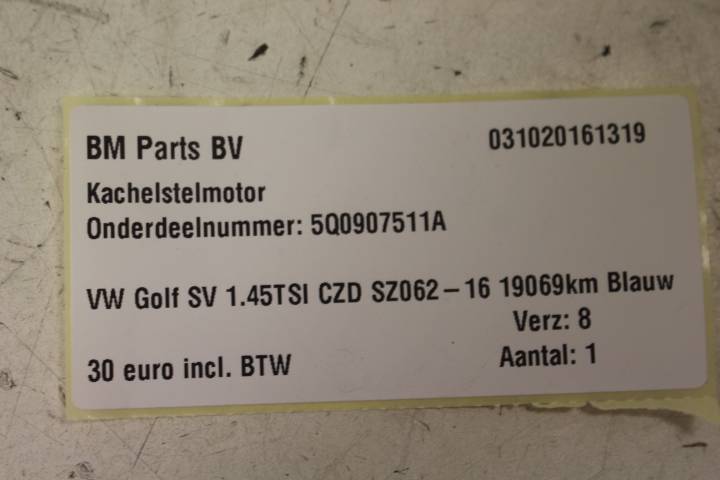 BM Parts BV 031020161319
Kachelstelmotor
Onderdeelnummer: 5Q0907511A
VW Golf SV 1.45TSI CZD SZ062-16 19069km Blauw
Verz: 8
30 euro incl. BTW Aantal: 1